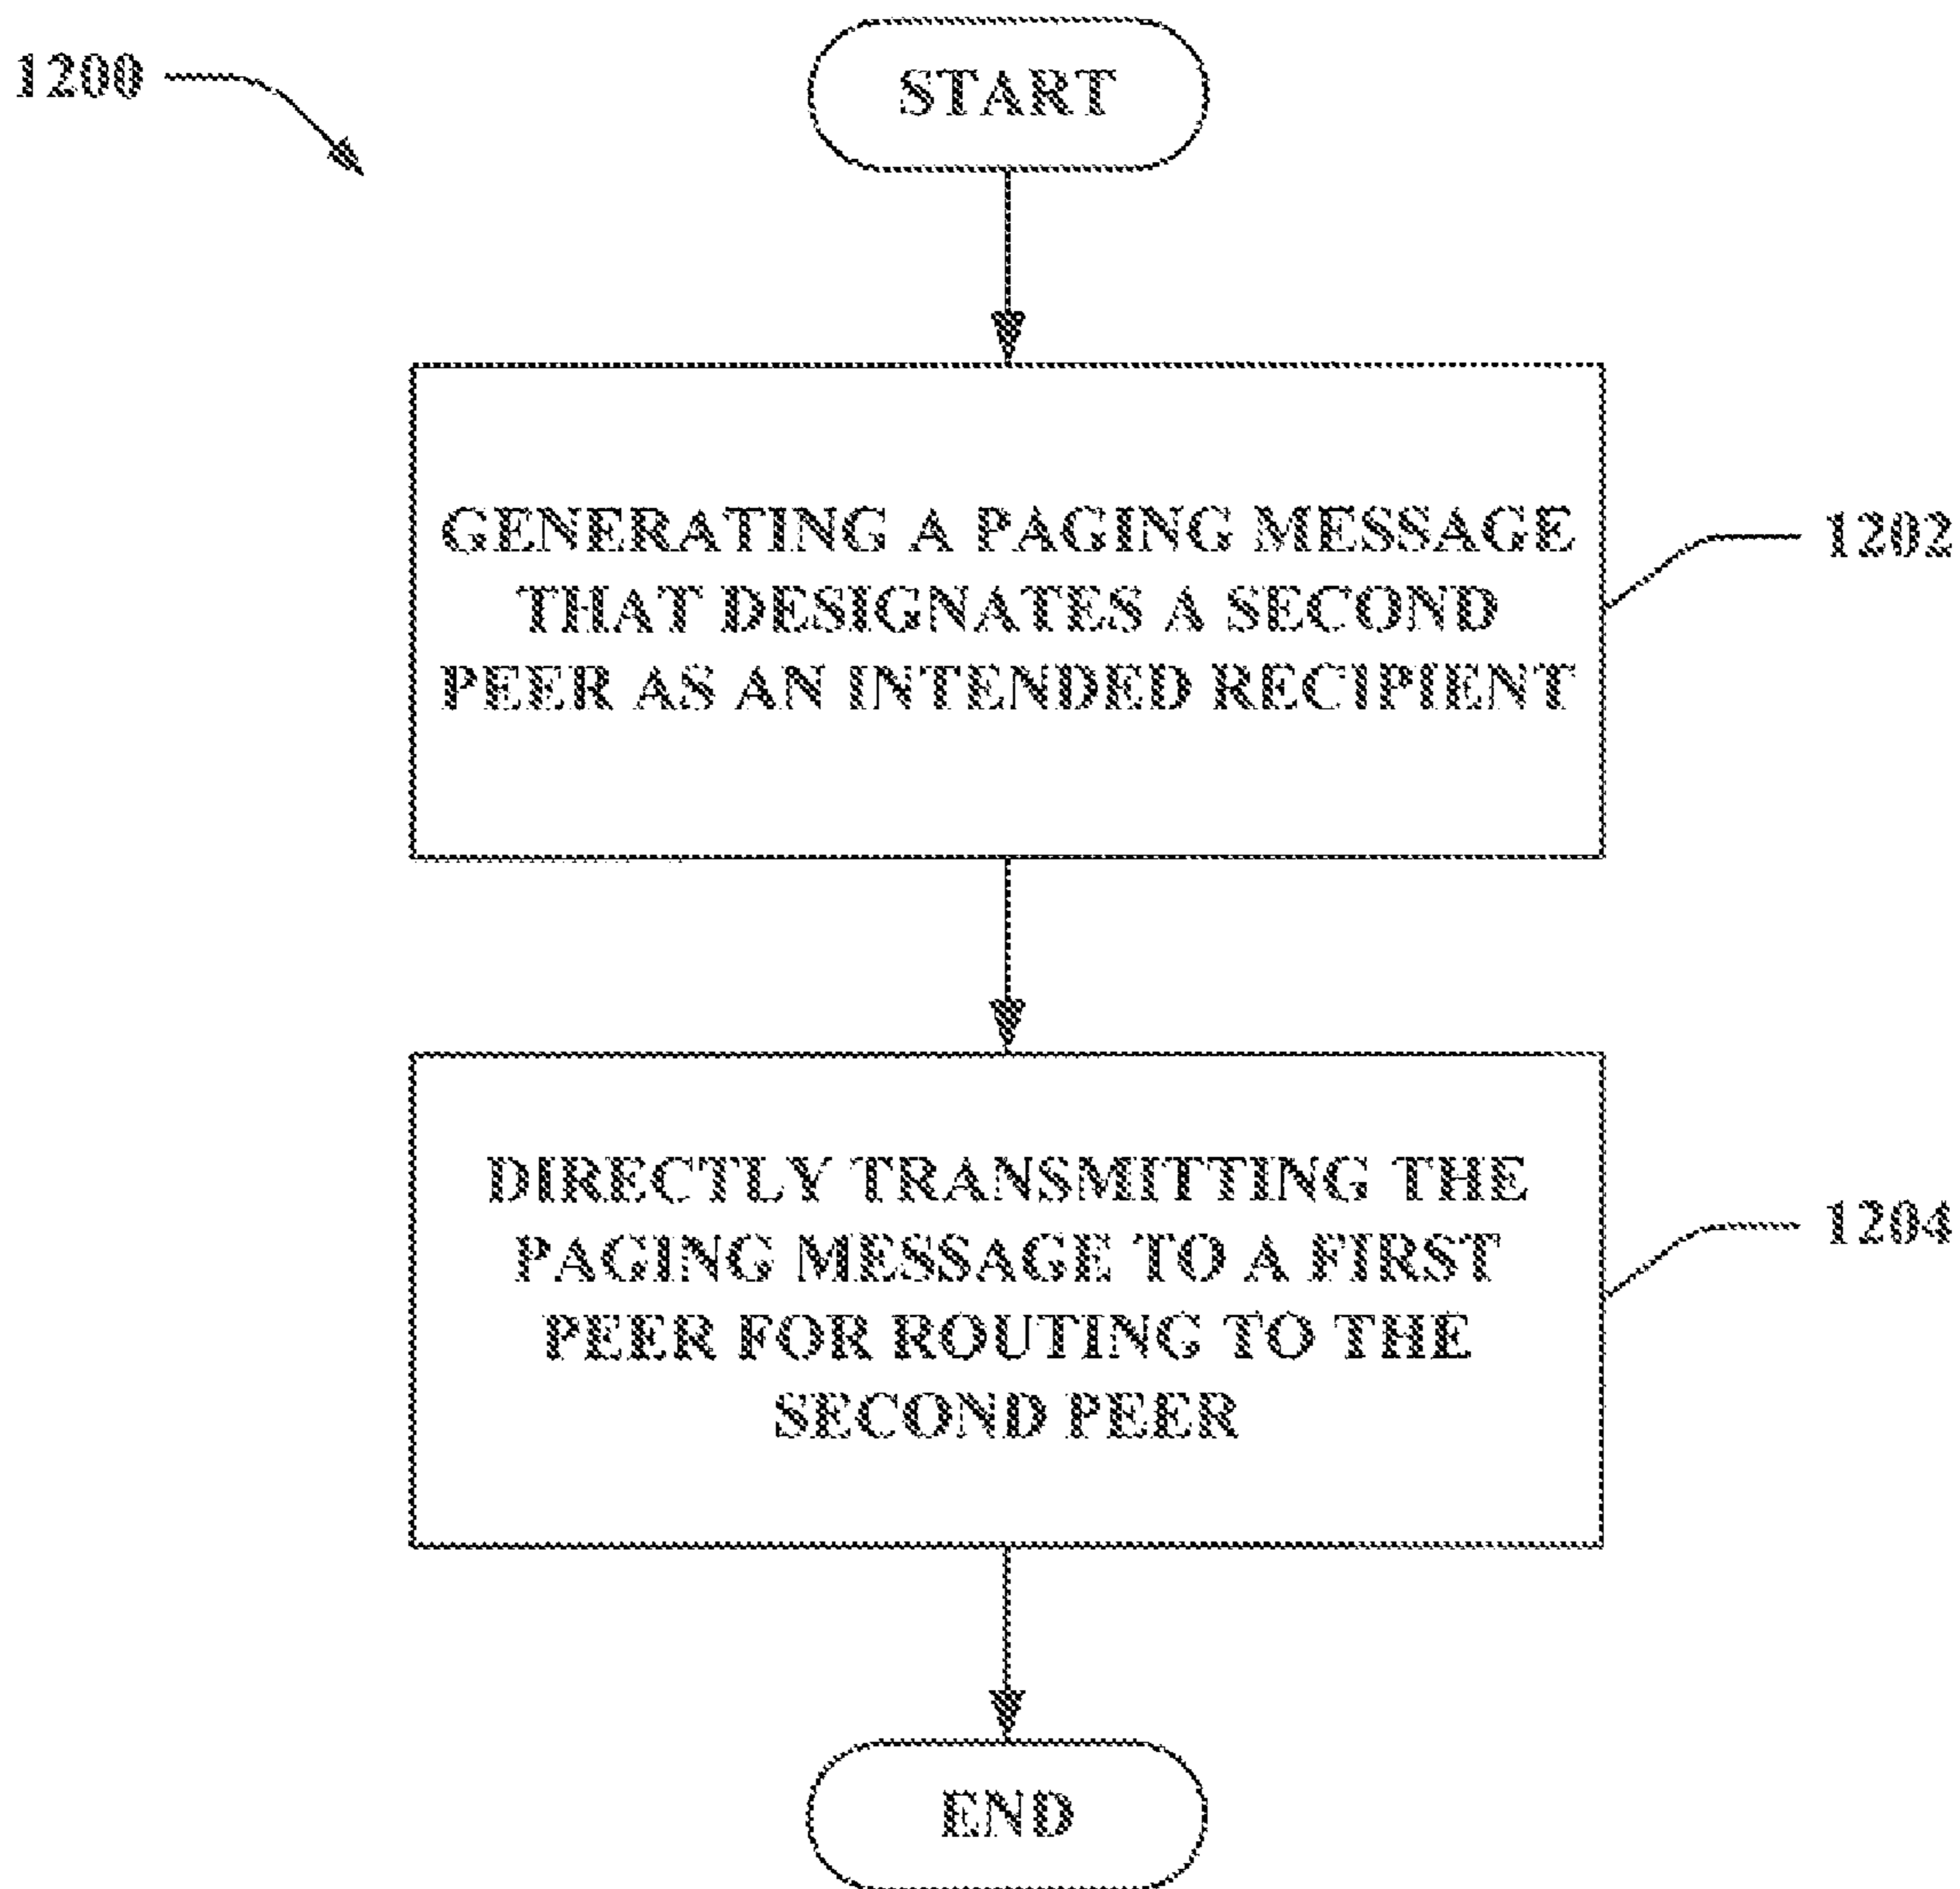 1200
START
GENERATING A PAGING MESSAGE
THAT DESIGNATES A SECOND
PEER AS AN INTENDED RECIPIENT
1202
DIRECTLY TRANSMITTING THE
PAGING MESSAGE TO A FIRST
PEER FOR ROUTING TO THE
SECOND PEER
1204
END